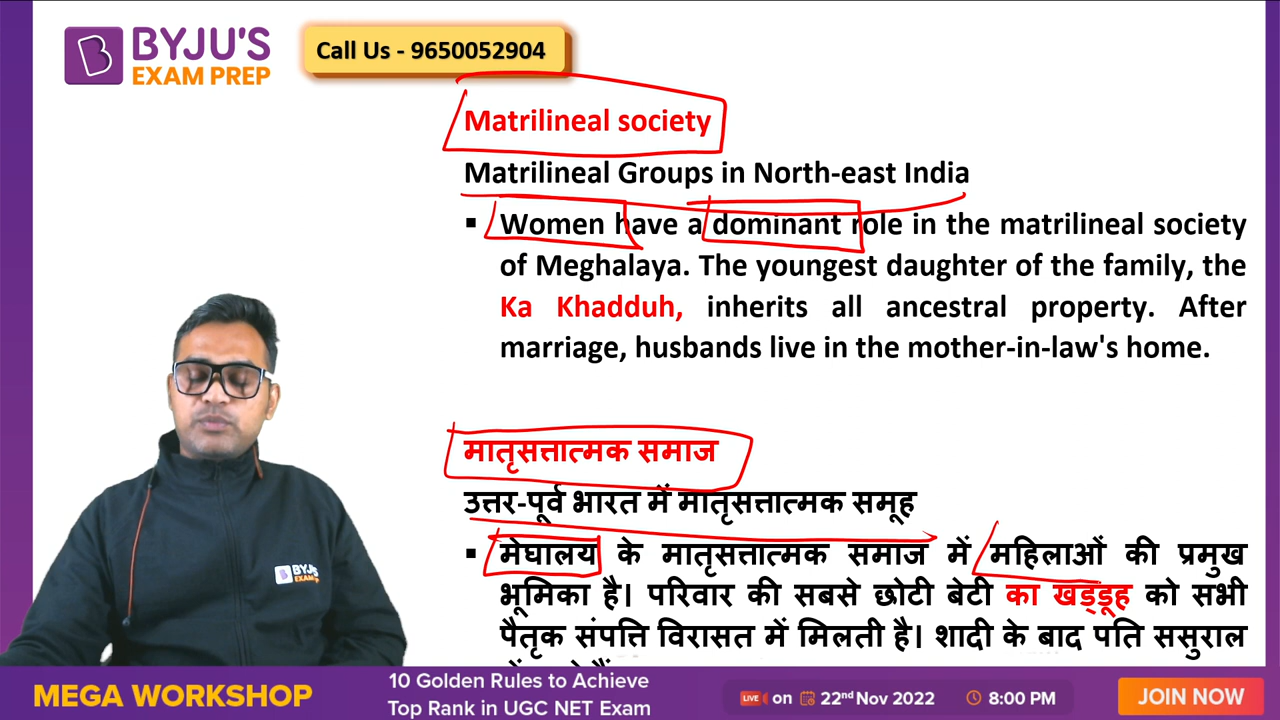 BYJU'S
EXAM PREP
Call Us - 9650052904
Matrilineal society
Matrilineal Groups in North-east India
▪ Women have a dominant role in the matrilineal society
of Meghalaya. The youngest daughter of the family, the
Ka Khadduh, inherits all ancestral property. After
marriage, husbands live in the mother-in-law's home.
मातृसत्तात्मक समाज
उत्तर-पूर्व भारत में मातृसत्तात्मक समूह
▪ मेघालय के मातृसत्तात्मक समाज में महिलाओं की प्रमुख
भूमिका है। परिवार की सबसे छोटी बेटी का खड्डूह को सभी
पैतृक संपत्ति विरासत में मिलती है। शादी के बाद पति ससुराल
BYJU'S
EXAM PREP
MEGA WORKSHOP
10 Golden Rules to Achieve
Top Rank in UGC NET Exam
LIVE on 22nd Nov 2022 8:00 PM
JOIN NOW